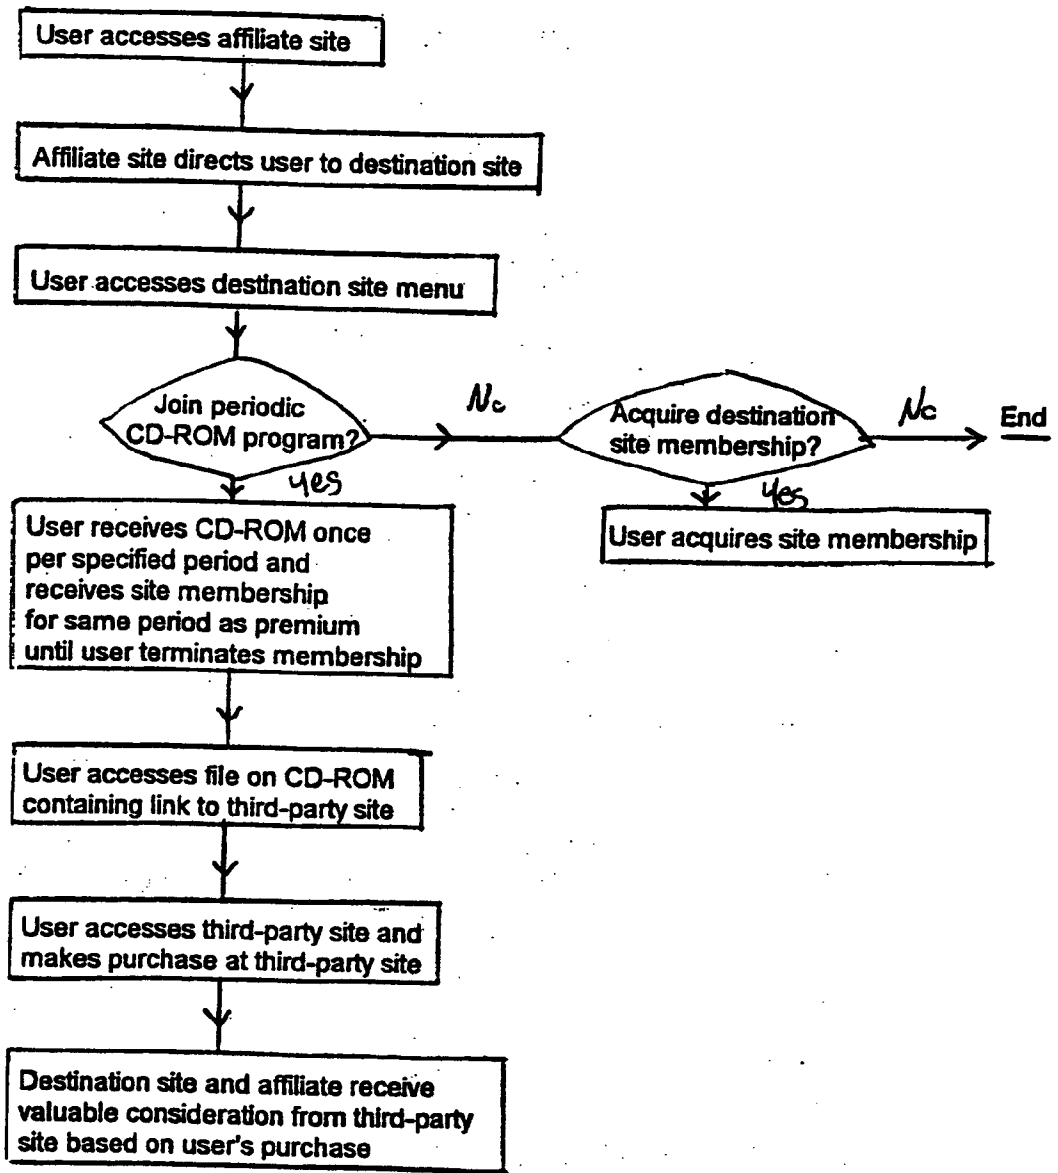 User accesses affiliate site
Affiliate site directs user to destination site
User accesses destination site menu
Join periodic
CD-ROM program?
No
Acquire destination
site membership?
No
End
yes
yes
User receives CD-ROM once
per specified period and
receives site membership
for same period as premium
until user terminates membership
User acquires site membership
User accesses file on CD-ROM
containing link to third-party site
User accesses third-party site and
makes purchase at third-party site
Destination site and affiliate receive
valuable consideration from third-party
site based on user's purchase